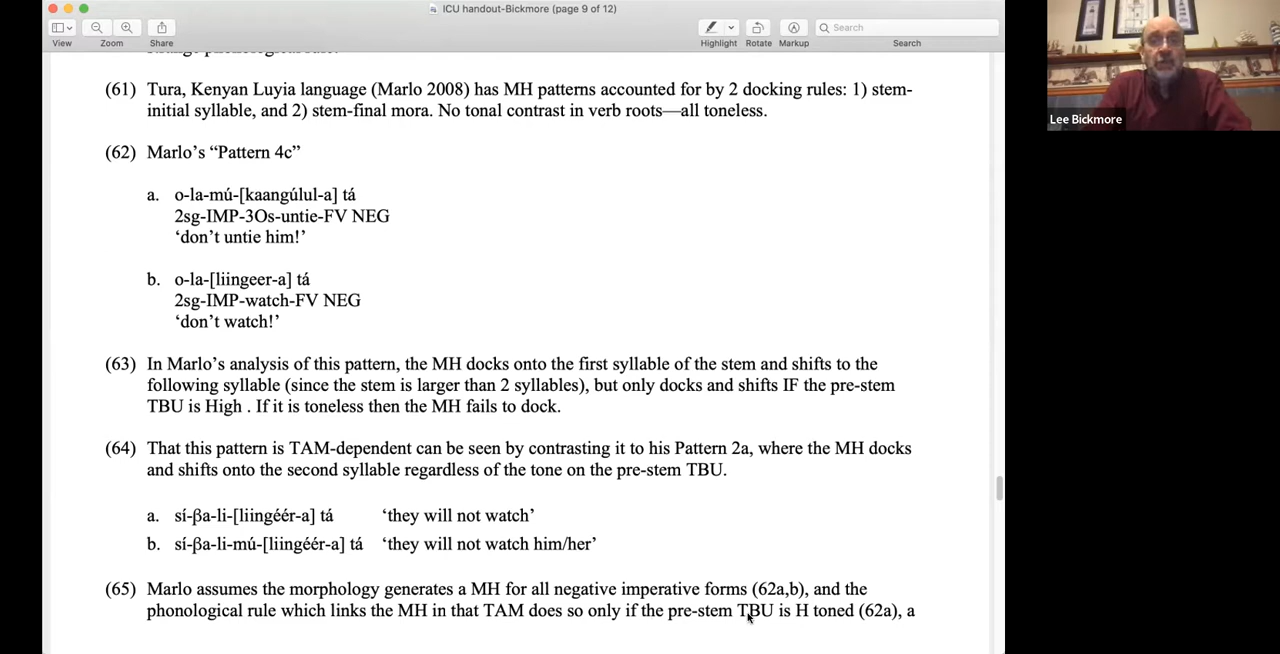 ICU handout-Bickmore (page 9 of 12)
View Zoom Share Highlight Rotate Markup Search
Search
(61) Tura, Kenyan Luyia language (Marlo 2008) has MH patterns accounted for by 2 docking rules: 1) stem-
initial syllable, and 2) stem-final mora. No tonal contrast in verb roots—all toneless.
(62) Marlo’s “Pattern 4c”
a. o-la-mú-[kaangúlul-a] tá
2sg-IMP-3Os-untie-FV NEG
‘don’t untie him!’
b. o-la-[liingeer-a] tá
2sg-IMP-watch-FV NEG
‘don’t watch!’
(63) In Marlo’s analysis of this pattern, the MH docks onto the first syllable of the stem and shifts to the
following syllable (since the stem is larger than 2 syllables), but only docks and shifts IF the pre-stem
TBU is High . If it is toneless then the MH fails to dock.
(64) That this pattern is TAM-dependent can be seen by contrasting it to his Pattern 2a, where the MH docks
and shifts onto the second syllable regardless of the tone on the pre-stem TBU.
a. sí-βa-li-[liingéér-a] tá ‘they will not watch’
b. sí-βa-li-mú-[liingéér-a] tá ‘they will not watch him/her’
(65) Marlo assumes the morphology generates a MH for all negative imperative forms (62a,b), and the
phonological rule which links the MH in that TAM does so only if the pre-stem TBU is H toned (62a), a
Lee Bickmore